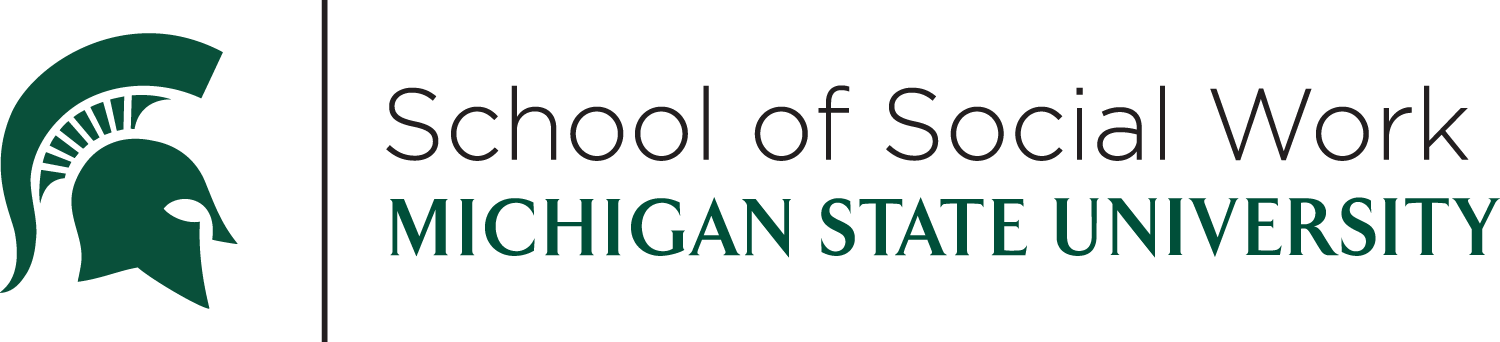 School of Social Work
MICHIGAN STATE UNIVERSITY